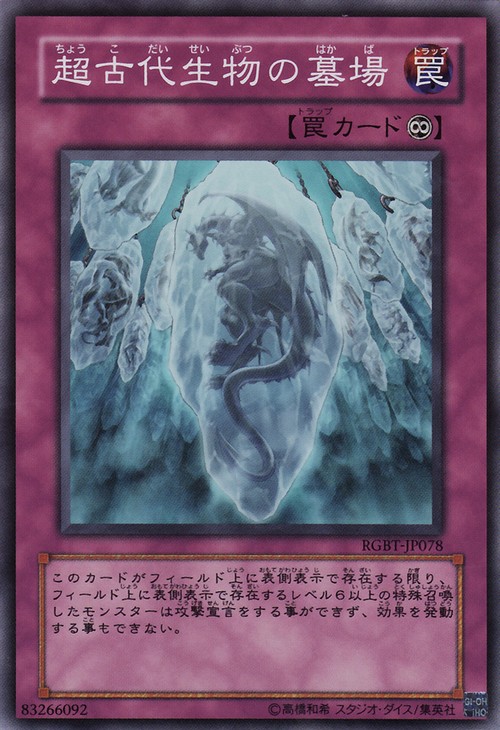 超古代生物の墓場 罠
【罠カード】
RGBT-JP078
このカードがフィールド上に表側表示で存在する限り、
フィールド上に表側表示で存在するレベル６以上の特殊召喚
したモンスターは攻撃宣言をする事ができず、効果を発動
する事もできない。
83266092
©高橋和希 スタジオ・ダイス/集英社